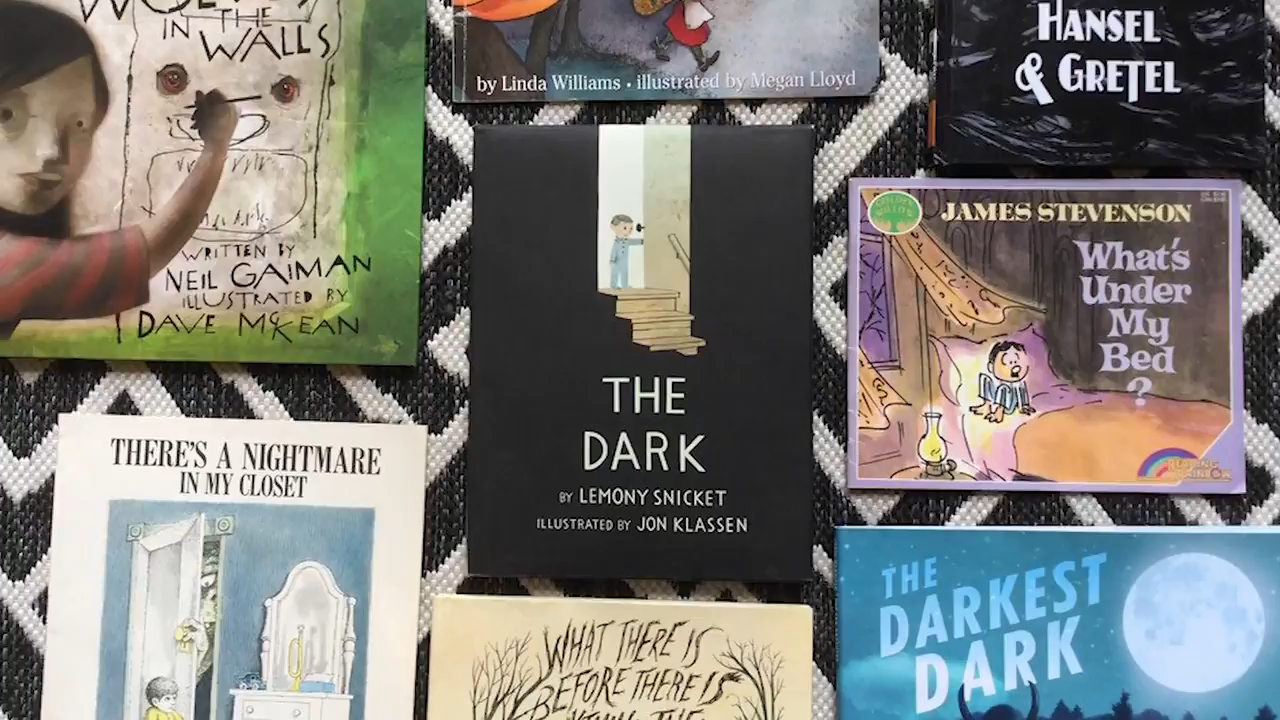 IN THE
WALLS
WRITTEN BY
NEIL GAIMAN
ILLUSTRATED BY
DAVE McKEAN
by Linda Williams • illustrated by Megan Lloyd
HANSEL
& GRETEL
THE
DARK
BY LEMONY SNICKET
ILLUSTRATED BY JON KLASSEN
JAMES STEVENSON
What's
Under
My
Bed
?
READING
RAINBOW
THERE'S A NIGHTMARE
IN MY CLOSET
WHAT THERE IS
BEFORE THERE IS
THE
DARKEST
DARK